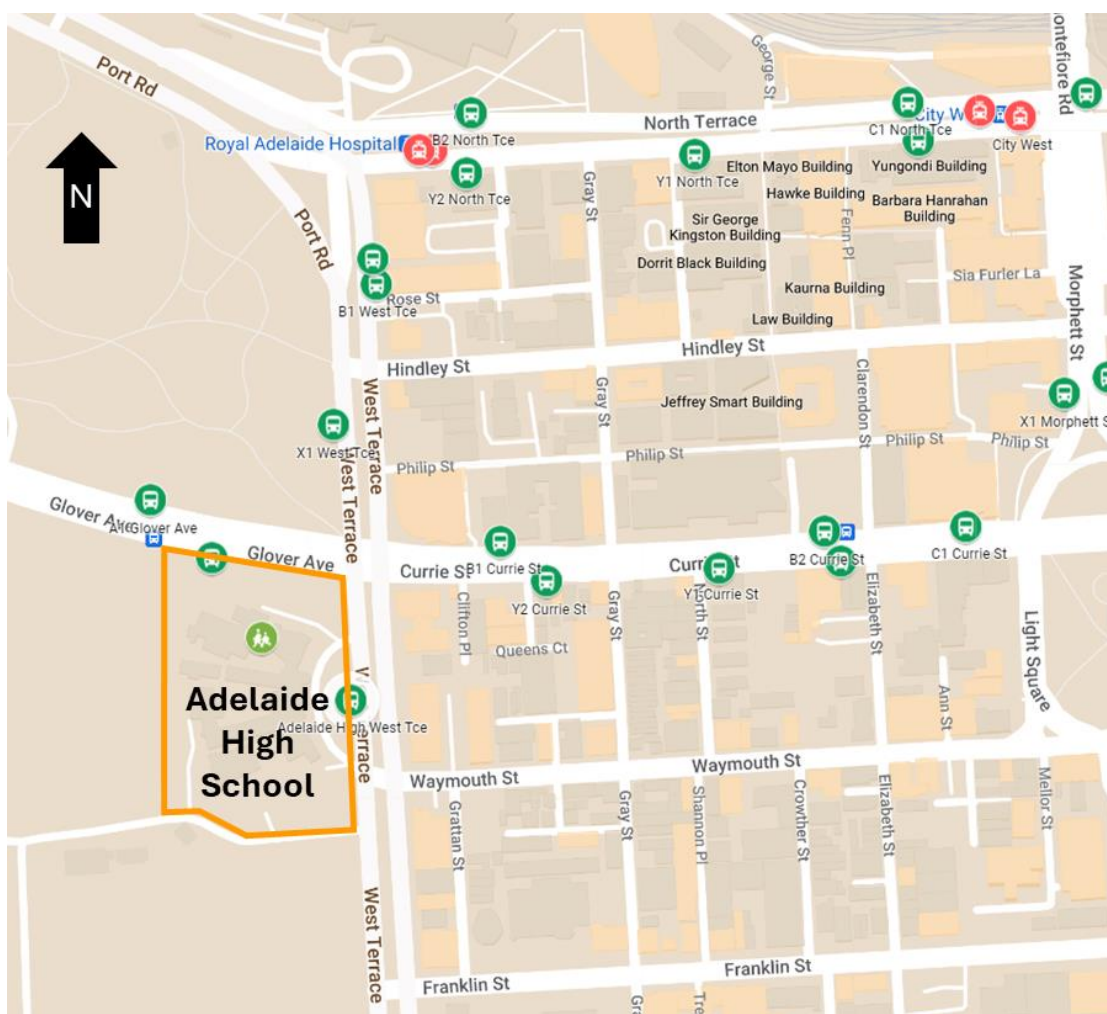 Port Rd
George St
ontefiore Rd
B2 North Tce
North Terrace
City W
C1 North Tce
City West
Royal Adelaide Hospital
Y2 North Tce
Y1 North Tce
Elton Mayo Building
Yungondi Building
N
Gray St
Hawke Building
Barbara Hanrahan
Building
Sir George
Kingston Building
Fenn Pl
Port Rd
Dorrit Black Building
Sia Furler La
Kaurna Building
Rose St
B1 West Tce
Law Building
Morphett St
Hindley St
Hindley St
West Terrace
Gray St
Clarendon St
Jeffrey Smart Building
X1 Morphett S
X1 West Tce
West Terrace
Philip St
Philip St
Philip St
Philip St
Glover Ave
Glover Ave
Glover Ave
Currie St
B1 Currie St
Currie St
B2 Currie St
C1 Currie St
Y2 Currie St
Y1 Currie St
Clifton Pl
Gray St
North St
Elizabeth St
Queens Ct
Light Square
Adelaide
High
School
Adelaide High West Tce
Ann St
errace
Waymouth St
Waymouth St
Grattan St
Gray St
Shannon Pl
Crowther St
Elizabeth St
Mellor St
West Terrace
Franklin St
Franklin St
Gra
Tre